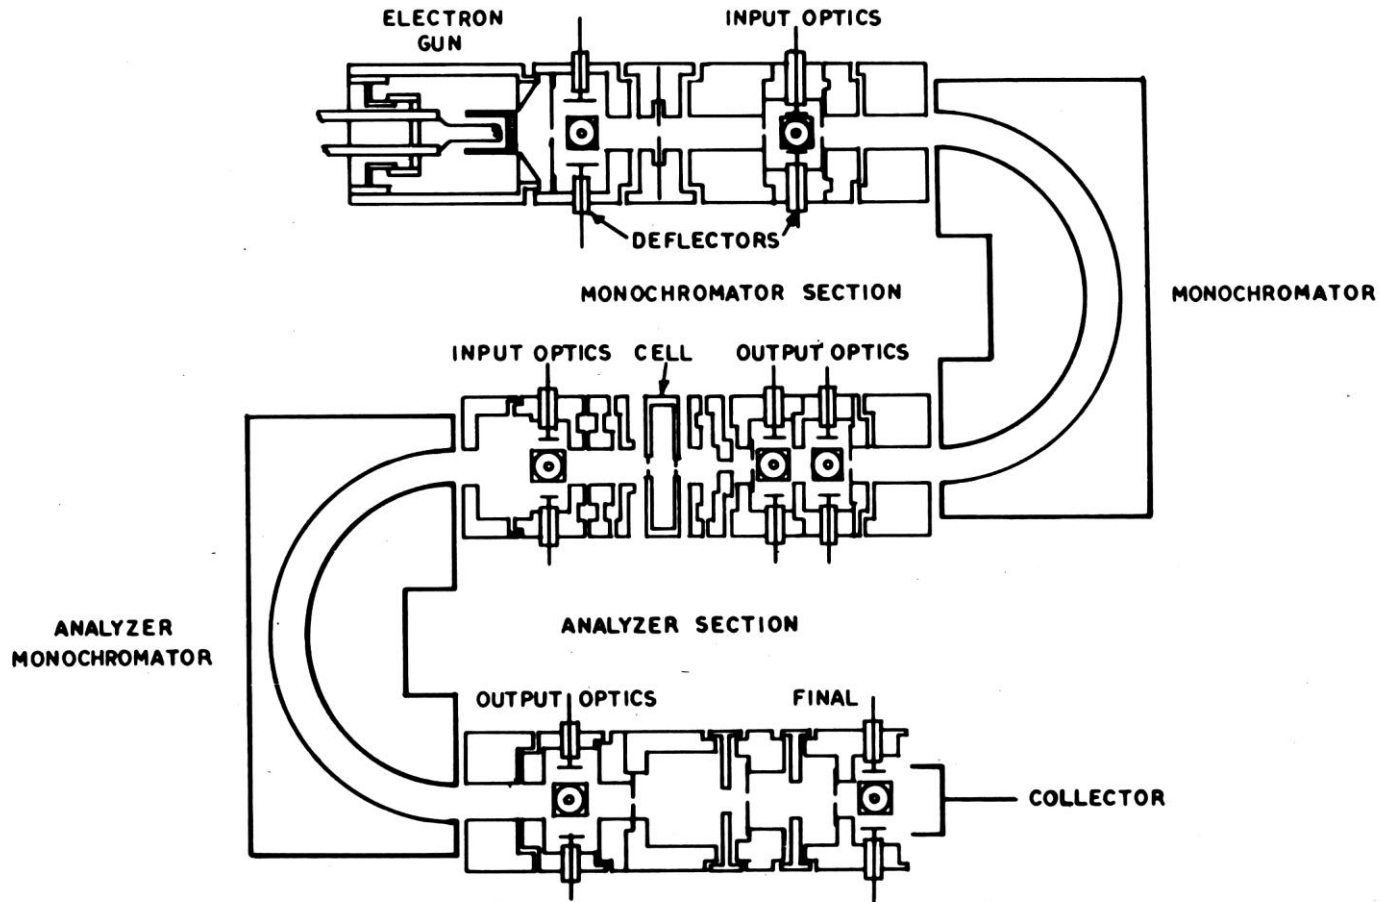 ELECTRON
GUN
INPUT OPTICS
DEFLECTORS
MONOCHROMATOR SECTION
MONOCHROMATOR
INPUT OPTICS
CELL
OUTPUT OPTICS
ANALYZER
MONOCHROMATOR
ANALYZER SECTION
OUTPUT OPTICS
FINAL
COLLECTOR